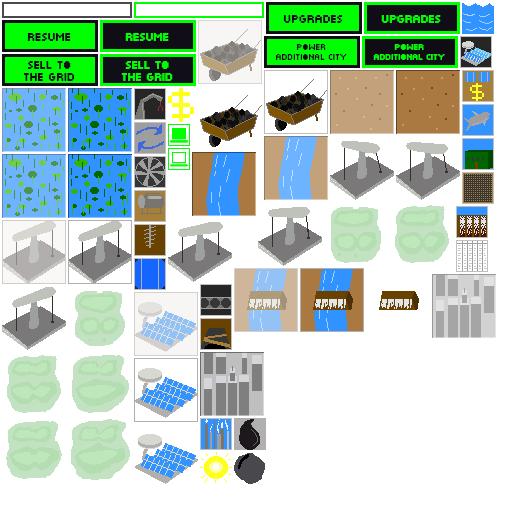 UPGRADES UPGRADES
RESUME RESUME
POWER POWER
ADDITIONAL CITY ADDITIONAL CITY
SELL TO SELL TO
THE GRID THE GRID
$
$